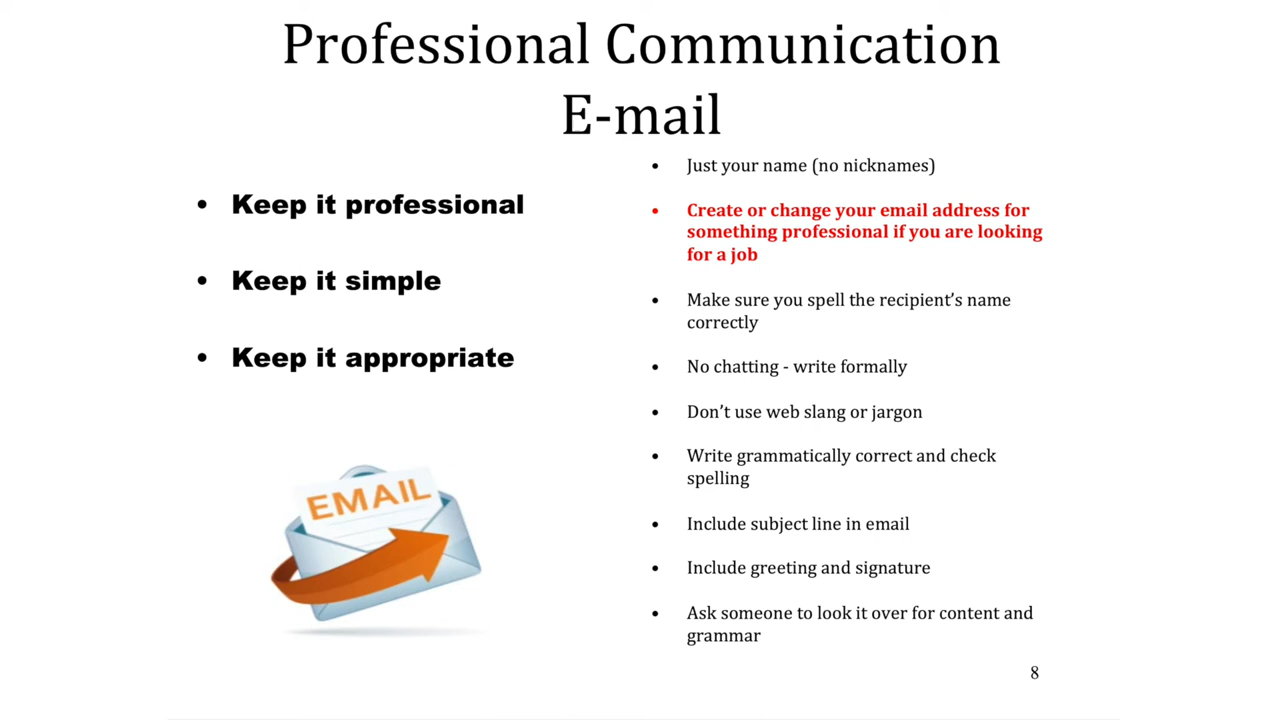 Professional Communication
E-mail
• Keep it professional
• Keep it simple
• Keep it appropriate
EMAIL
• Just your name (no nicknames)
• Create or change your email address for
something professional if you are looking
for a job
• Make sure you spell the recipient’s name
correctly
• No chatting - write formally
• Don’t use web slang or jargon
• Write grammatically correct and check
spelling
• Include subject line in email
• Include greeting and signature
• Ask someone to look it over for content and
grammar
8